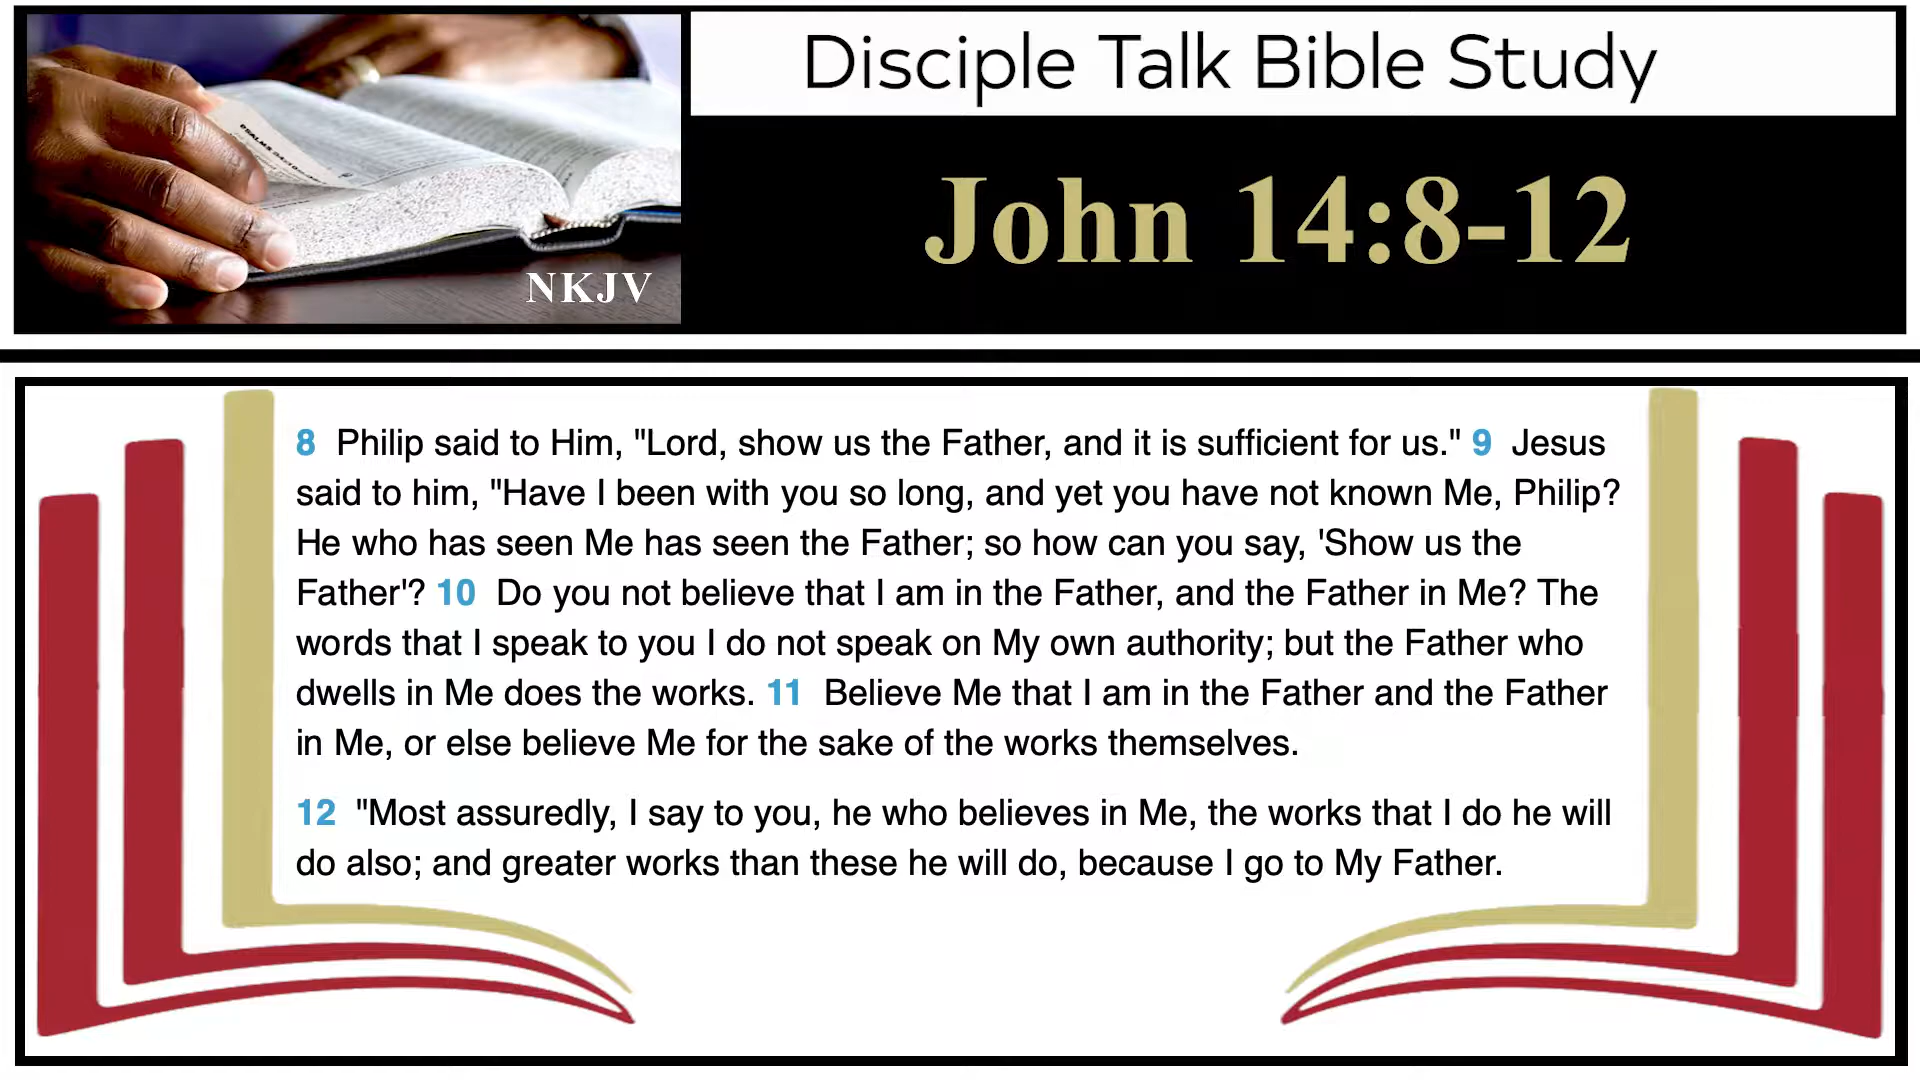 Disciple Talk Bible Study
John 14:8-12
PSALMS
NKJV
8 Philip said to Him, "Lord, show us the Father, and it is sufficient for us." 9 Jesus
said to him, "Have I been with you so long, and yet you have not known Me, Philip?
He who has seen Me has seen the Father; so how can you say, 'Show us the
Father'? 10 Do you not believe that I am in the Father, and the Father in Me? The
words that I speak to you I do not speak on My own authority; but the Father who
dwells in Me does the works. 11 Believe Me that I am in the Father and the Father
in Me, or else believe Me for the sake of the works themselves.
12 "Most assuredly, I say to you, he who believes in Me, the works that I do he will
do also; and greater works than these he will do, because I go to My Father.